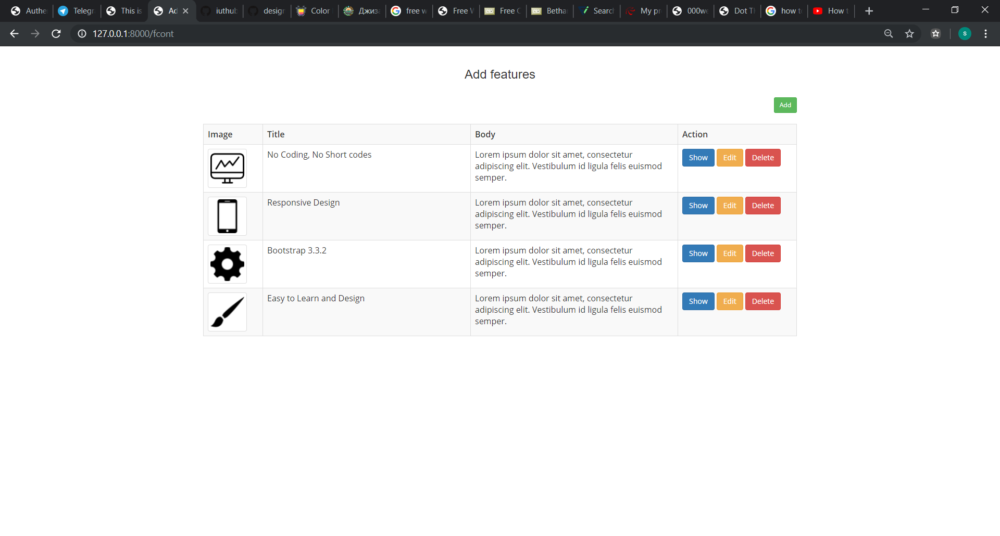 Authe
Telegr
This is
Ad
iuthub
design
Color
Джиза
free w
Free
Free
Betha
Search
My pr
000we
Dot
how t
How t
127.0.0.1:8000/fcont
s
Add features
Add
Image Title Body Action
No Coding, No Short codes
Lorem ipsum dolor sit amet, consectetur
adipiscing elit. Vestibulum id ligula felis euismod
semper.
Show Edit Delete
Responsive Design
Lorem ipsum dolor sit amet, consectetur
adipiscing elit. Vestibulum id ligula felis euismod
semper.
Show Edit Delete
Bootstrap 3.3.2
Lorem ipsum dolor sit amet, consectetur
adipiscing elit. Vestibulum id ligula felis euismod
semper.
Show Edit Delete
Easy to Learn and Design
Lorem ipsum dolor sit amet, consectetur
adipiscing elit. Vestibulum id ligula felis euismod
semper.
Show Edit Delete